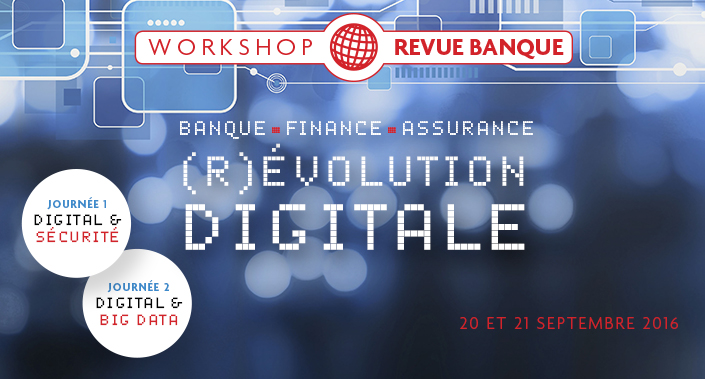 WORKSHOP REVUE BANQUE
BANQUE FINANCE ASSURANCE
(R)ÉVOLUTION
DIGITALE
JOURNÉE 1
DIGITAL &
SÉCURITÉ
JOURNÉE 2
DIGITAL &
BIG DATA
20 ET 21 SEPTEMBRE 2016